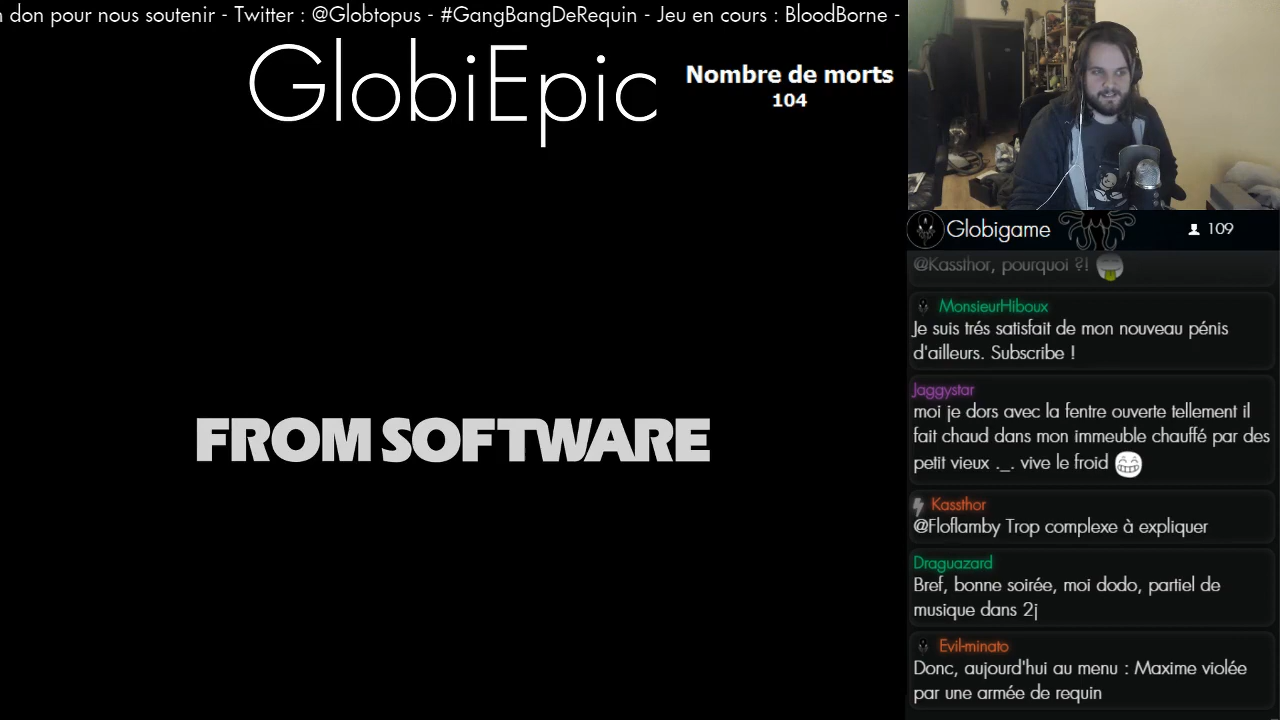 n don pour nous soutenir - Twitter : @Globtopus - #GangBangDeRequin - Jeu en cours : BloodBorne -
GlobiEpic
Nombre de morts
104
FROM SOFTWARE
Globigame
109
@Kassthor, pourquoi ?!
MonsieurHiboux
Je suis trés satisfait de mon nouveau pénis
d'ailleurs. Subscribe !
Jaggystar
moi je dors avec la fentre ouverte tellement il
fait chaud dans mon immeuble chauffé par des
petit vieux ._. vive le froid
Kassthor
@Floflamby Trop complexe à expliquer
Draguazard
Bref, bonne soirée, moi dodo, partiel de
musique dans 2j
Evil-minato
Donc, aujourd'hui au menu : Maxime violée
par une armée de requin